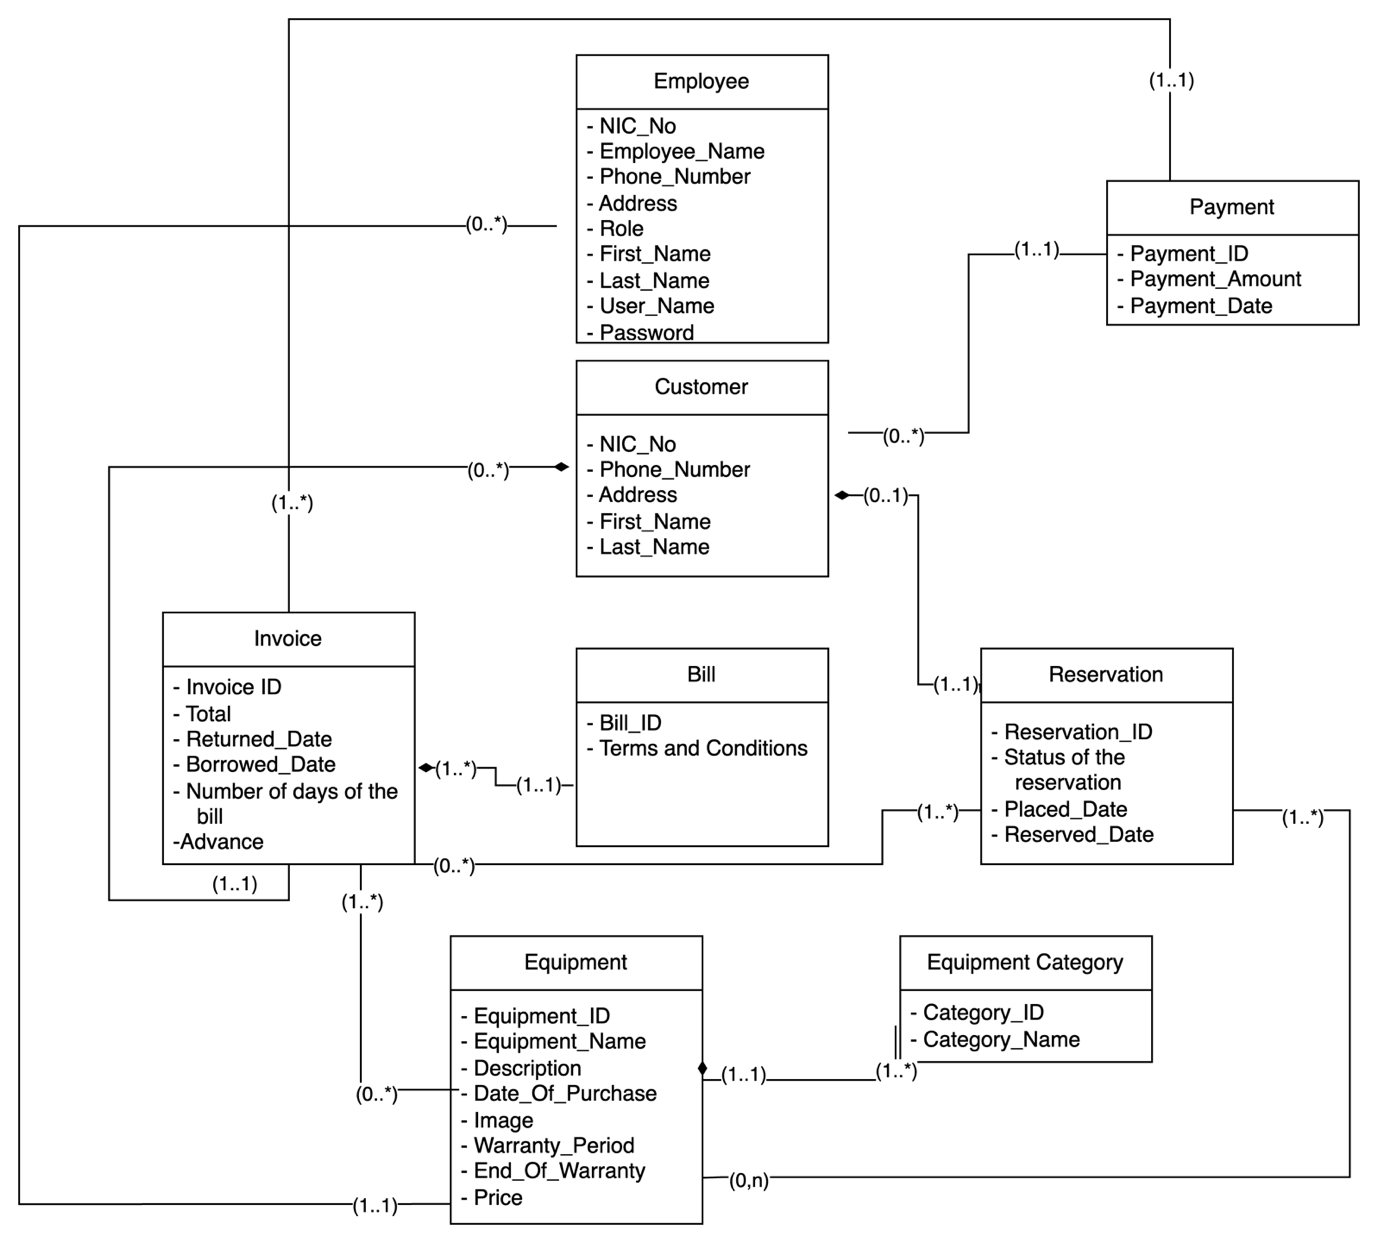 (1..1)
Employee
- NIC_No
- Employee_Name
- Phone_Number
- Address
- Role
- First_Name
- Last_Name
- User_Name
- Password
(0..*)
Payment
- Payment_ID
- Payment_Amount
- Payment_Date
(1..1)
(0..*)
Customer
- NIC_No
- Phone_Number
- Address
- First_Name
- Last_Name
(0..*)
(0..1)
(1..*)
Invoice
- Invoice ID
- Total
- Returned_Date
- Borrowed_Date
- Number of days of the
bill
-Advance
(1..*)
(1..1)
Bill
- Bill_ID
- Terms and Conditions
(1..1)
Reservation
- Reservation_ID
- Status of the
reservation
- Placed_Date
- Reserved_Date
(1..*)
(1..*)
(0..*)
(1..1)
(1..*)
Equipment
- Equipment_ID
- Equipment_Name
- Description
- Date_Of_Purchase
- Image
- Warranty_Period
- End_Of_Warranty
- Price
(0..*)
(1..1)
Equipment Category
- Category_ID
- Category_Name
(1..*)
(1..1)
(0,n)